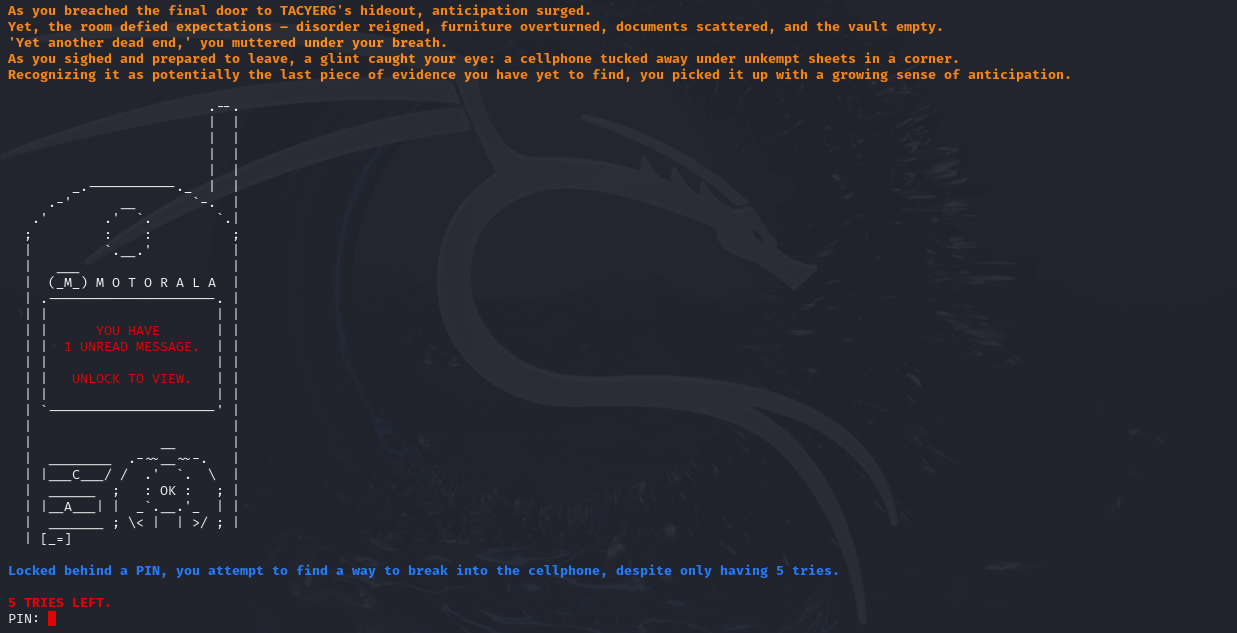 As you breached the final door to TACYERG's hideout, anticipation surged.
Yet, the room defied expectations – disorder reigned, furniture overturned, documents scattered, and the vault empty.
'Yet another dead end,' you muttered under your breath.
As you sighed and prepared to leave, a glint caught your eye: a cellphone tucked away under unkempt sheets in a corner.
Recognizing it as potentially the last piece of evidence you have yet to find, you picked it up with a growing sense of anticipation.
(_M_) M O T O R A L A
YOU HAVE
1 UNREAD MESSAGE.
UNLOCK TO VIEW.
C
OK
A
[_=]
Locked behind a PIN, you attempt to find a way to break into the cellphone, despite only having 5 tries.
5 TRIES LEFT.
PIN: